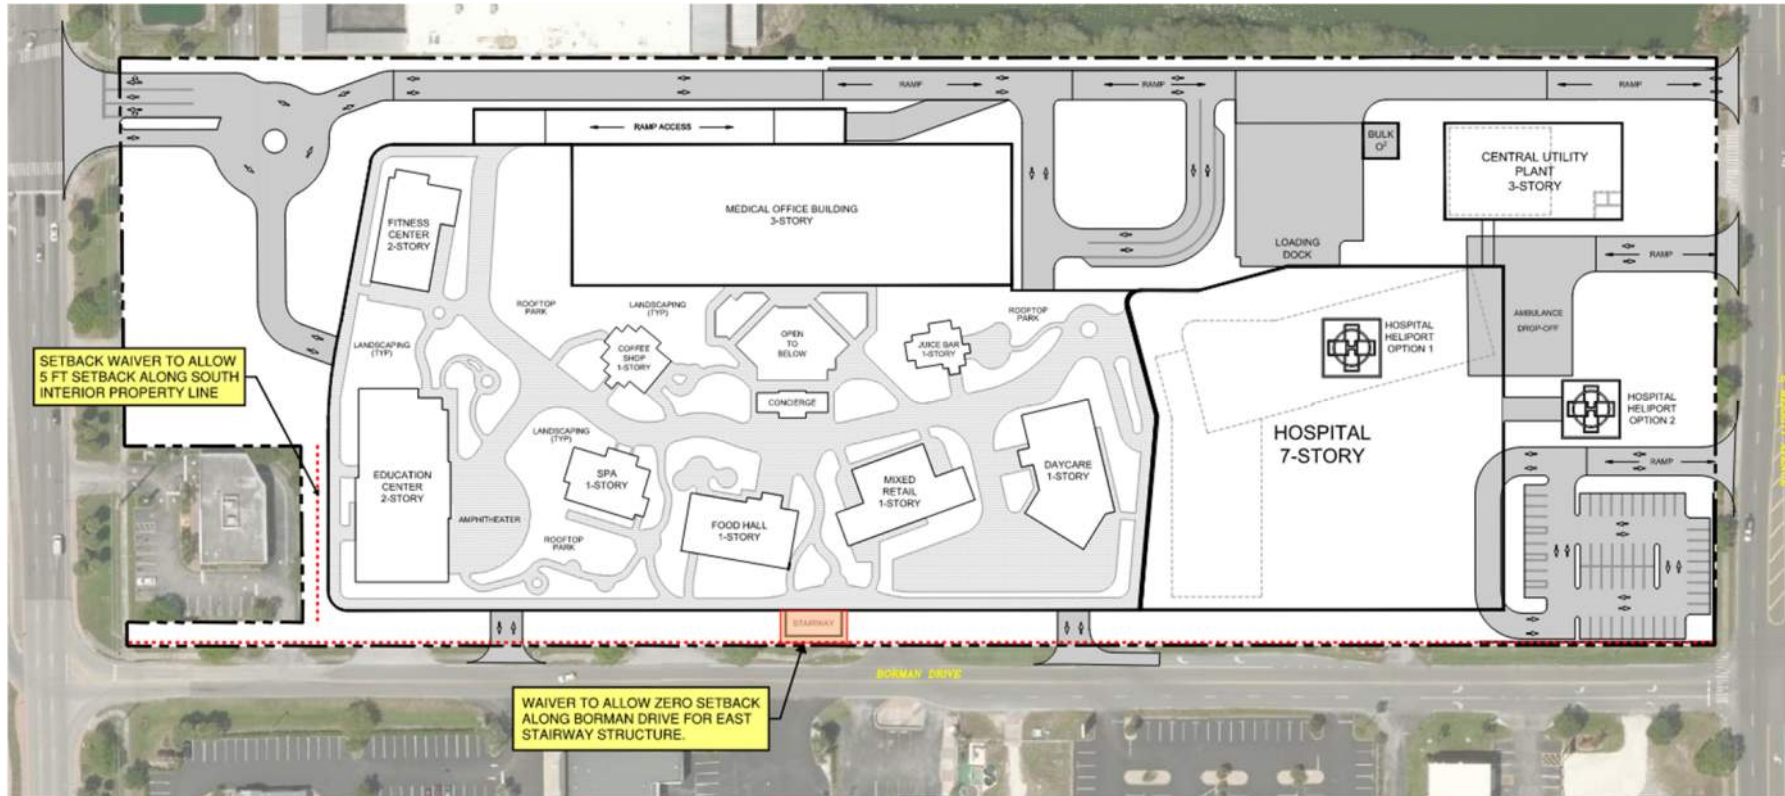 RAMP
RAMP
RAMP
RAMP ACCESS
BULK
O²
CENTRAL UTILITY
PLANT
3-STORY
MEDICAL OFFICE BUILDING
3-STORY
FITNESS
CENTER
2-STORY
LOADING
DOCK
RAMP
ROOFTOP
PARK
LANDSCAPING
(TYP)
ROOFTOP
PARK
AMBULANCE
DROP-OFF
HOSPITAL
HELIPORT
OPTION 1
OPEN
TO
BELOW
LANDSCAPING
(TYP)
COFFEE
SHOP
1-STORY
JUICE BAR
1-STORY
SETBACK WAIVER TO ALLOW
5 FT SETBACK ALONG SOUTH
INTERIOR PROPERTY LINE
CONCIERGE
HOSPITAL
HELIPORT
OPTION 2
LANDSCAPING
(TYP)
HOSPITAL
7-STORY
RAMP
EDUCATION
CENTER
2-STORY
SPA
1-STORY
MIXED
RETAIL
1-STORY
DAYCARE
1-STORY
AMPHITHEATER
FOOD HALL
1-STORY
ROOFTOP
PARK
STAIRWAY
BORMAN DRIVE
WAIVER TO ALLOW ZERO SETBACK
ALONG BORMAN DRIVE FOR EAST
STAIRWAY STRUCTURE.